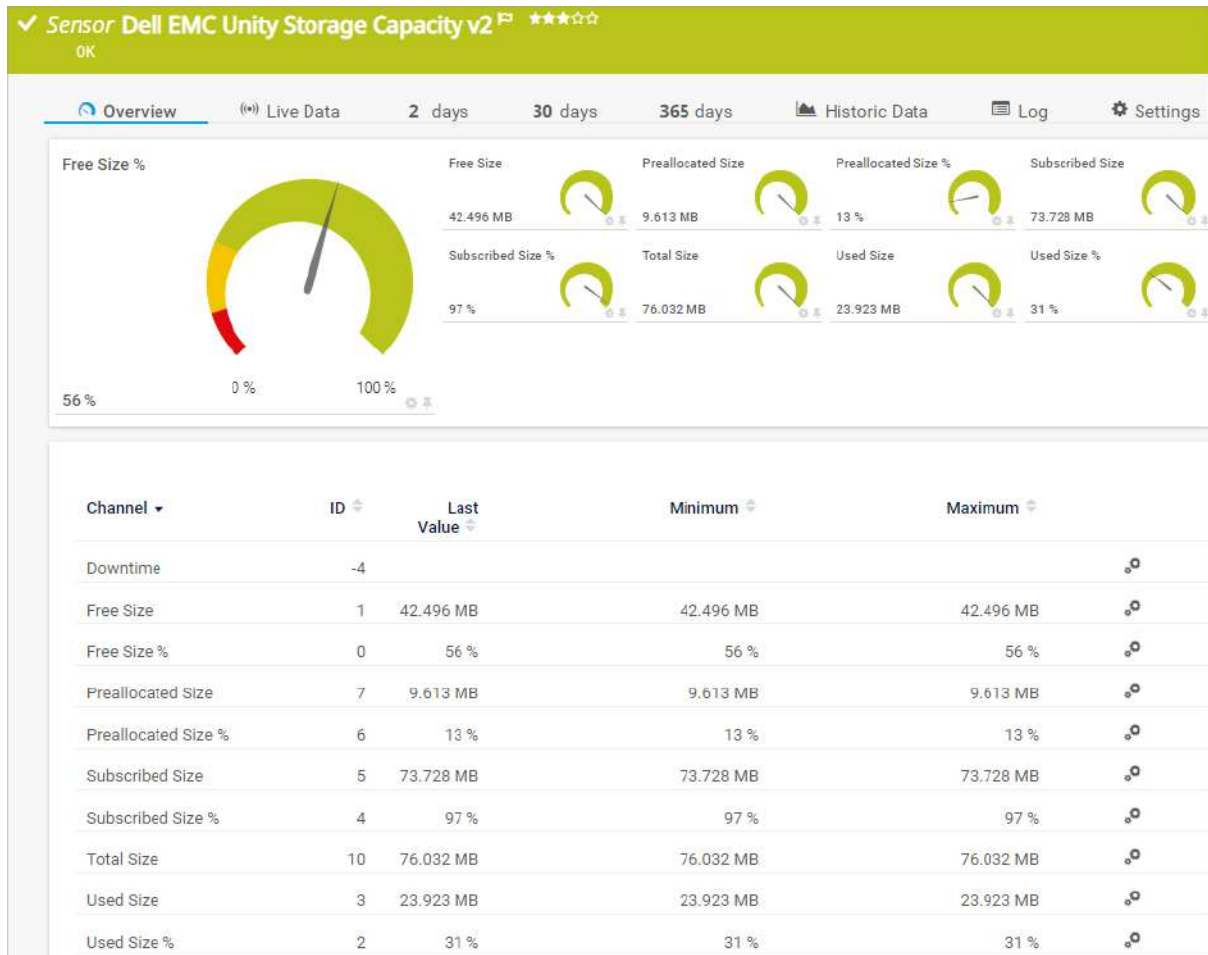 Sensor Dell EMC Unity Storage Capacity v2
OK
Overview Live Data 2 days 30 days 365 days Historic Data Log Settings
Free Size %
56 %
0 % 100 %
Free Size
42.496 MB
Preallocated Size
9.613 MB
Preallocated Size %
13 %
Subscribed Size
73.728 MB
Subscribed Size %
97 %
Total Size
76.032 MB
Used Size
23.923 MB
Used Size %
31 %
Channel ID Last Value Minimum Maximum
Downtime -4
Free Size 1 42.496 MB 42.496 MB 42.496 MB
Free Size % 0 56 % 56 % 56 %
Preallocated Size 7 9.613 MB 9.613 MB 9.613 MB
Preallocated Size % 6 13 % 13 % 13 %
Subscribed Size 5 73.728 MB 73.728 MB 73.728 MB
Subscribed Size % 4 97 % 97 % 97 %
Total Size 10 76.032 MB 76.032 MB 76.032 MB
Used Size 3 23.923 MB 23.923 MB 23.923 MB
Used Size % 2 31 % 31 % 31 %